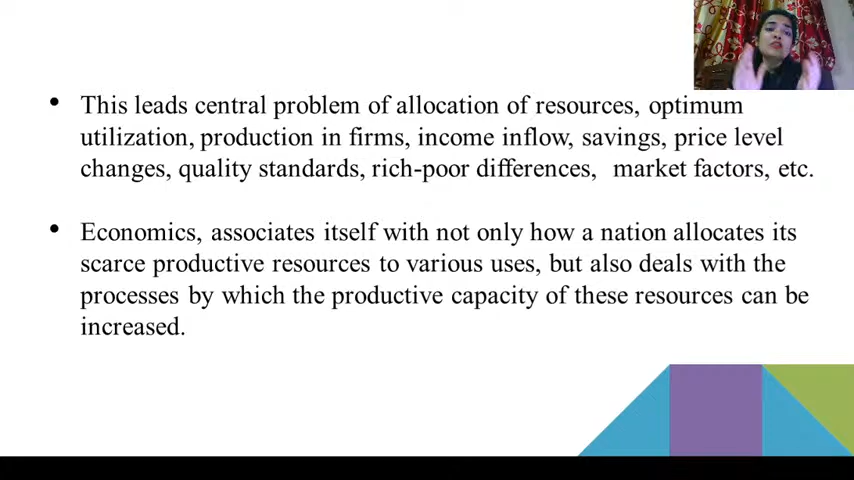 • This leads central problem of allocation of resources, optimum
utilization, production in firms, income inflow, savings, price level
changes, quality standards, rich-poor differences, market factors, etc.
• Economics, associates itself with not only how a nation allocates its
scarce productive resources to various uses, but also deals with the
processes by which the productive capacity of these resources can be
increased.